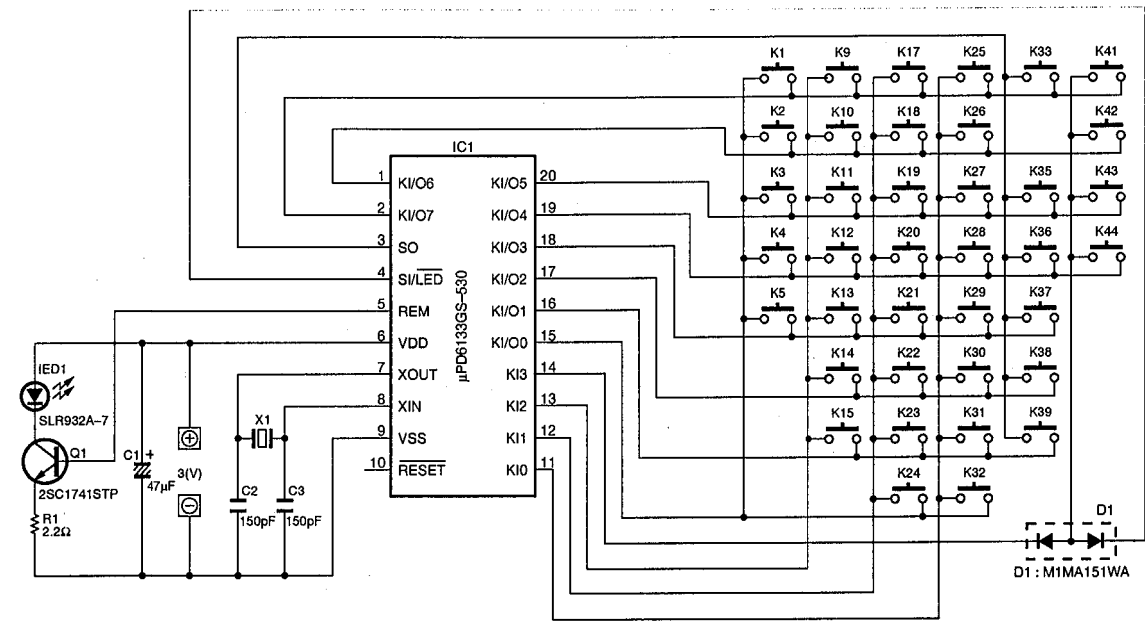 K1 K9 K17 K25 K33 K41
K2 K10 K18 K26 K42
IC1
1 KI/O6 KI/O5 20
K3 K11 K19 K27 K35 K43
2 KI/O7 KI/O4 19
3 SO KI/O3 18
K4 K12 K20 K28 K36 K44
4 SI/LED KI/O2 17
K5 K13 K21 K29 K37
5 REM KI/O1 16
6 VDD KI/O0 15
µPD6133GS–530
K14 K22 K30 K38
7 XOUT KI3 14
IED1
8 XIN KI2 13
SLR932A–7
X1
K15 K23 K31 K39
9 VSS KI1 12
10 RESET KI0 11
Q1
C1 +
47µF
3(V)
+
–
2SC1741STP
K24 K32
C2 C3
150pF 150pF
R1
2.2Ω
D1
D1 : M1MA151WA